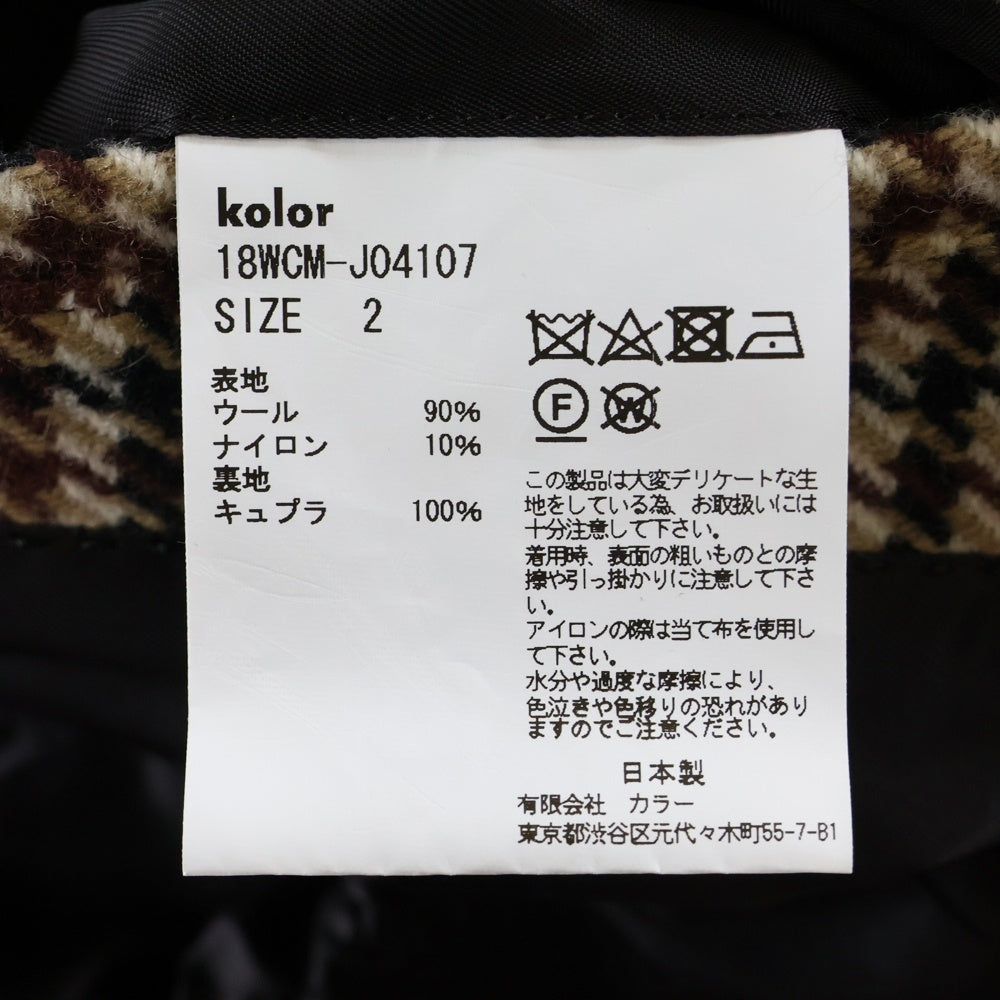 kolor
18WCM-J04107
SIZE 2
表地
ウール 90%
ナイロン 10%
裏地
キュプラ 100%
F
W
この製品は大変デリケートな生
地をしている為、お取扱いには
十分注意して下さい。
着用時、表面の粗いものとの摩
擦や引っ掛かりに注意して下さ
い。
アイロンの際は当て布を使用し
て下さい。
水分や過度な摩擦により、
色泣きや色移りの恐れがあり
ますのでご注意ください。
日本製
有限会社 カラー
東京都渋谷区元代々木町55-7-B1